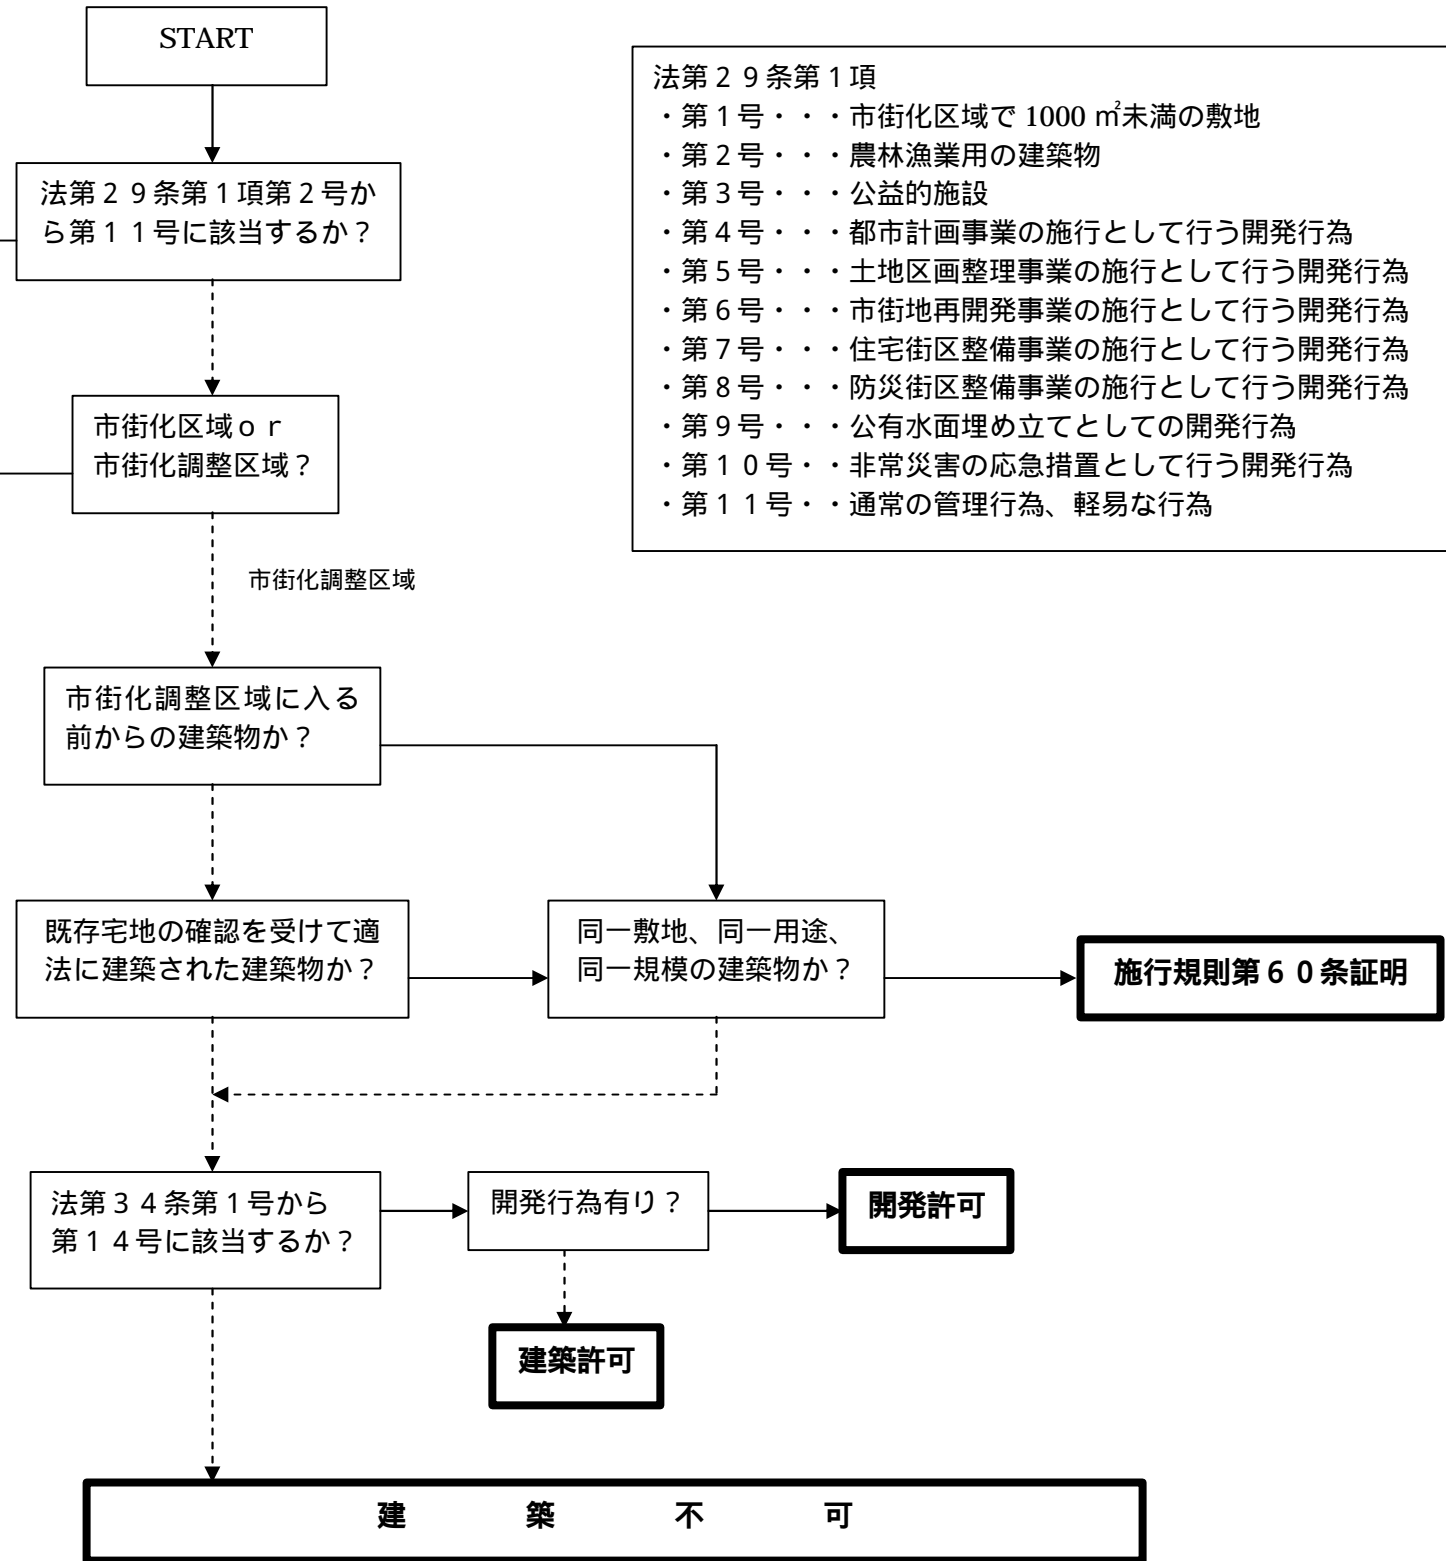 START
法第２９条第１項第２号か
ら第１１号に該当するか？
市街化区域ｏｒ
市街化調整区域？
市街化調整区域
市街化調整区域に入る
前からの建築物か？
既存宅地の確認を受けて適
法に建築された建築物か？
同一敷地、同一用途、
同一規模の建築物か？
施行規則第６０条証明
法第３４条第１号から
第１４号に該当するか？
開発行為有り？
開発許可
建築許可
建　築　不　可
法第２９条第１項
・第１号・・・市街化区域で 1000 ㎡未満の敷地
・第２号・・・農林漁業用の建築物
・第３号・・・公益的施設
・第４号・・・都市計画事業の施行として行う開発行為
・第５号・・・土地区画整理事業の施行として行う開発行為
・第６号・・・市街地再開発事業の施行として行う開発行為
・第７号・・・住宅街区整備事業の施行として行う開発行為
・第８号・・・防災街区整備事業の施行として行う開発行為
・第９号・・・公有水面埋め立てとしての開発行為
・第１０号・・非常災害の応急措置として行う開発行為
・第１１号・・通常の管理行為、軽易な行為